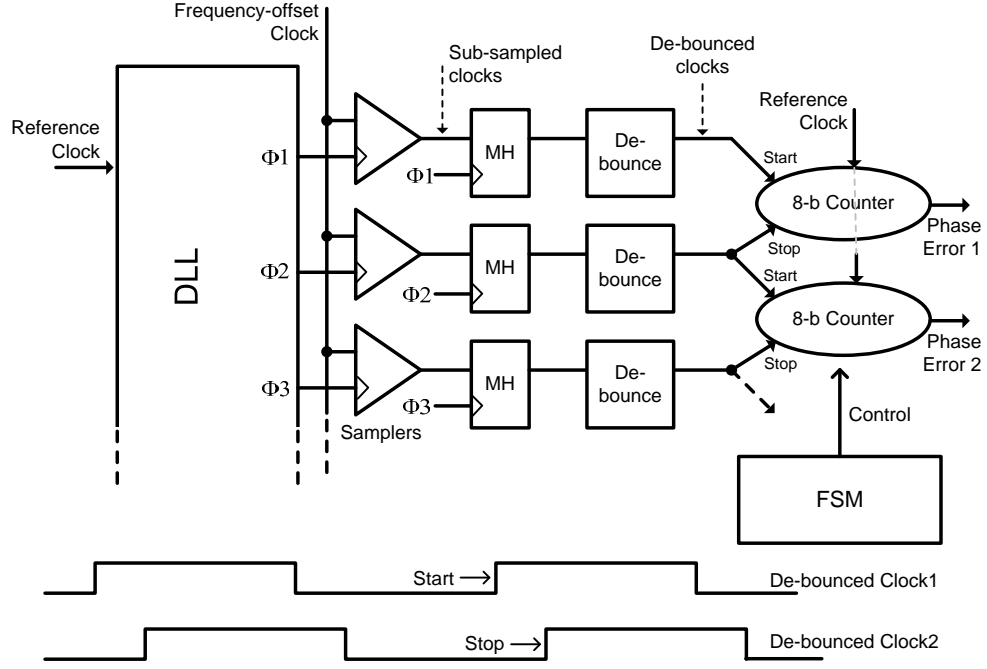 Frequency-offset
Clock
Sub-sampled
clocks
De-bounced
clocks
Reference
Clock
Reference
Clock
DLL
Φ1
Φ1
MH
De-
bounce
Start
8-b Counter
Phase
Error 1
Stop
Φ2
Φ2
MH
De-
bounce
Start
8-b Counter
Phase
Error 2
Stop
Φ3
Φ3
MH
De-
bounce
Samplers
Control
FSM
Start
De-bounced Clock1
Stop
De-bounced Clock2